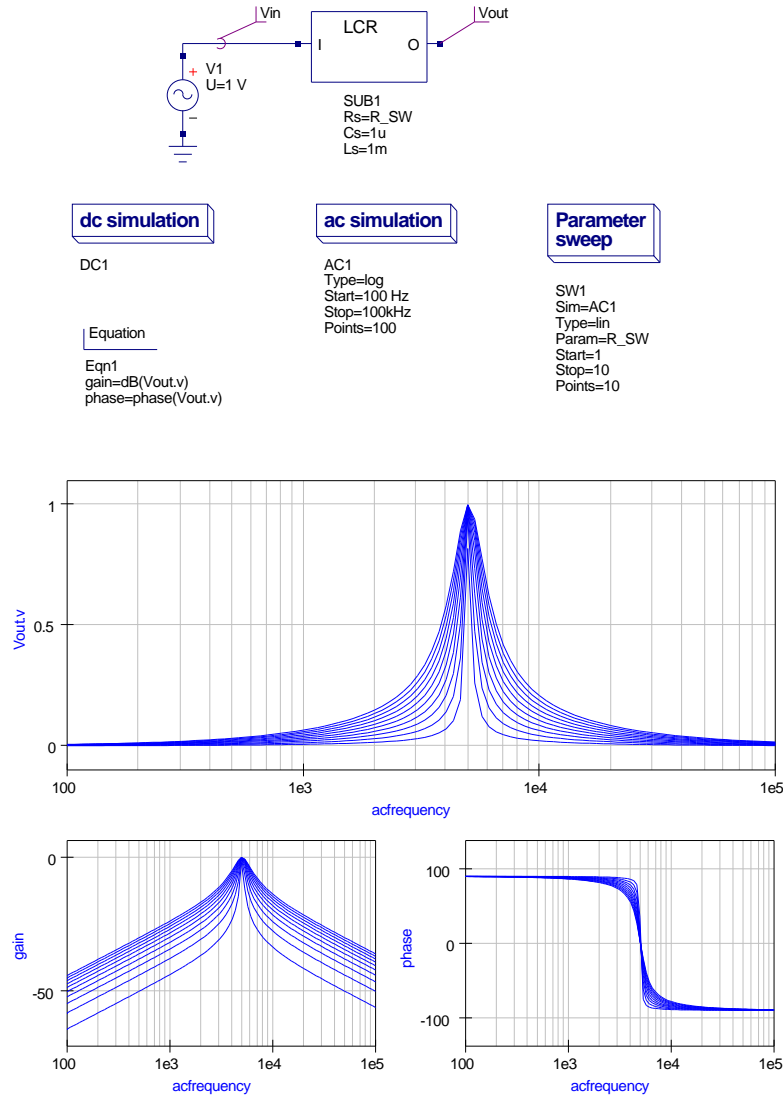 Vin
Vout
LCR
I
O
+
V1
U=1 V
SUB1
Rs=R_SW
Cs=1u
Ls=1m
dc simulation
DC1
ac simulation
AC1
Type=log
Start=100 Hz
Stop=100kHz
Points=100
Parameter
sweep
SW1
Sim=AC1
Type=lin
Param=R_SW
Start=1
Stop=10
Points=10
Equation
Eqn1
gain=dB(Vout.v)
phase=phase(Vout.v)
1
0.5
0
Vout.v
100
1e3
1e4
1e5
acfrequency
0
-50
gain
100
1e3
1e4
1e5
acfrequency
100
0
-100
phase
100
1e3
1e4
1e5
acfrequency